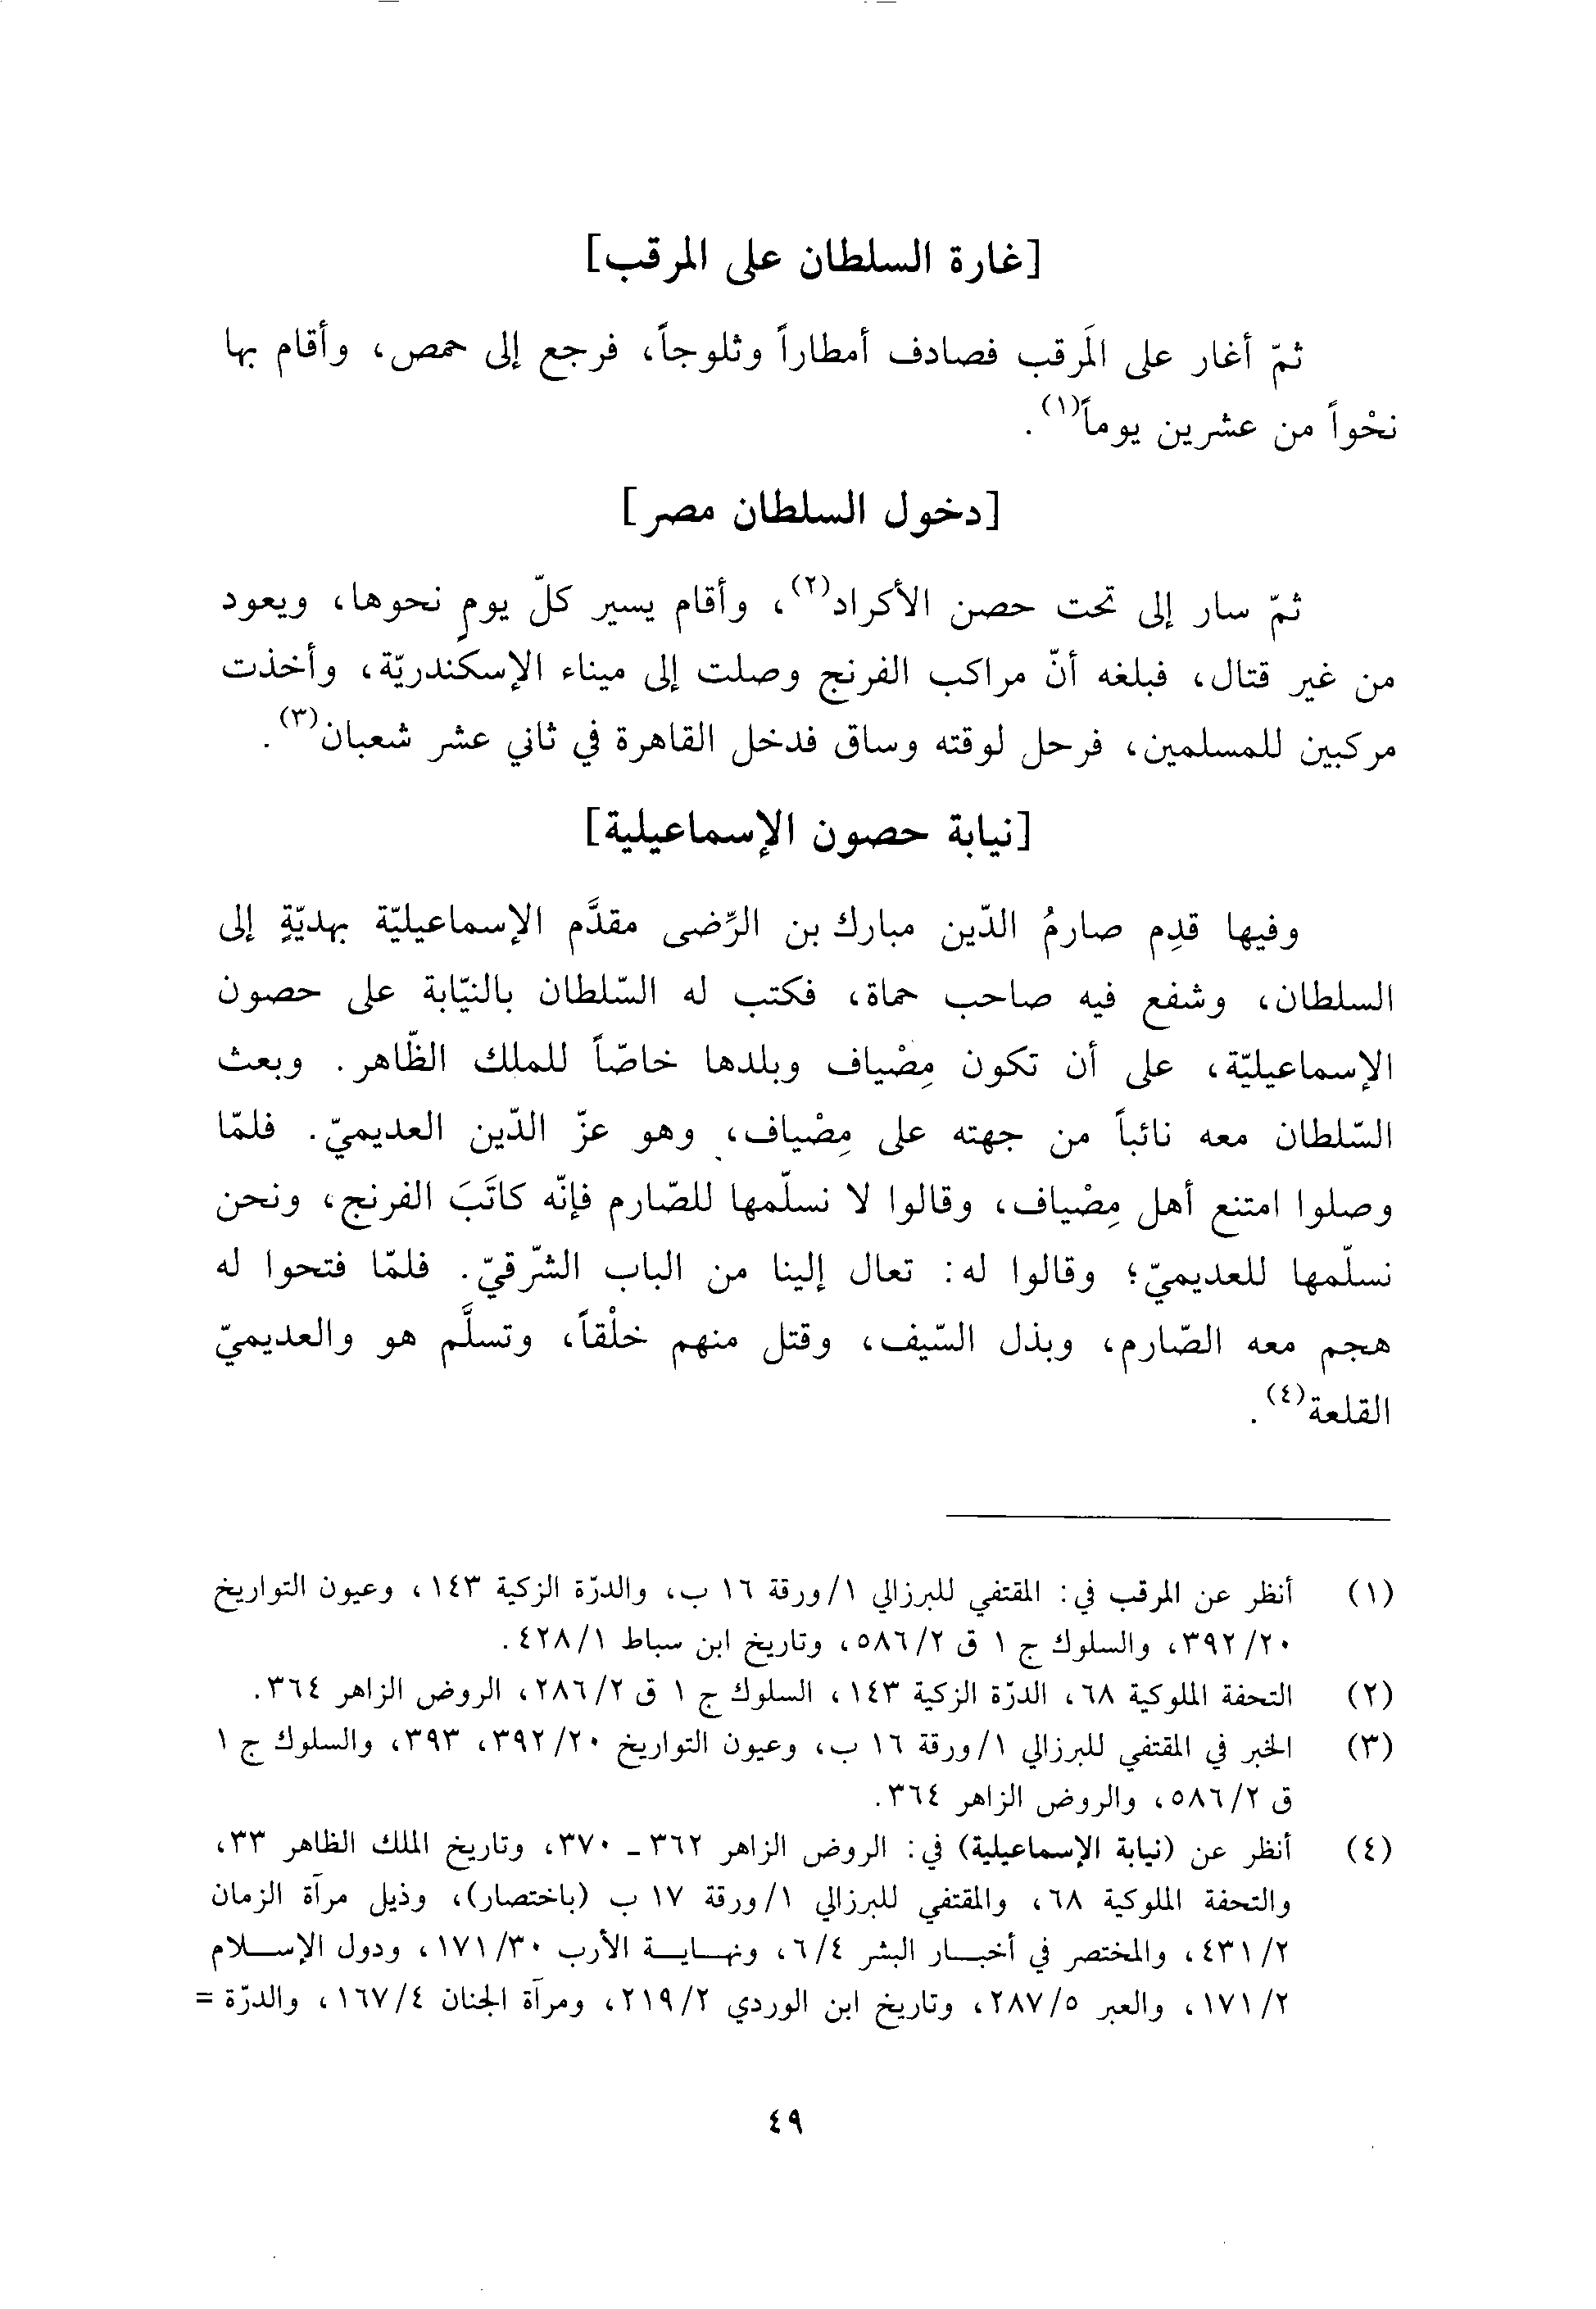 [غارة السلطان على المرقب]
ثمّ أغار على المَرقب فصادف أمطاراً وثلوجاً، فرجع إلى حمص، وأقام بها
نحْواً من عشرين يوماً(١).
[دخول السلطان مصر]
ثمّ سار إلى تحت حصن الأكراد(٢)، وأقام يسير كلّ يومٍ نحوها، ويعود
من غير قتال، فبلغه أنّ مراكب الفرنج وصلت إلى ميناء الإسكندريّة، وأخذت
مركبين للمسلمين، فرحل لوقته وساق فدخل القاهرة في ثاني عشر شعبان(٣).
[نيابة حصون الإسماعيلية]
وفيها قدِم صارمُ الدّين مبارك بن الرِّضى مقدَّم الإسماعيليّة بهديّةٍ إلى
السلطان، وشفع فيه صاحب حماة، فكتب له السّلطان بالنيّابة على حصون
الإسماعيليّة، على أن تكون مِصْياف وبلدها خاصّاً للملك الظّاهر. وبعث
السّلطان معه نائباً من جهته على مِصْياف، وهو عزّ الدّين العديميّ. فلمّا
وصلوا امتنع أهل مِصْياف، وقالوا لا نسلّمها للصّارم فإنّه كاتَبَ الفرنج، ونحن
نسلّمها للعديميّ؛ وقالوا له: تعال إلينا من الباب الشّرقيّ. فلمّا فتحوا له
هجم معه الصّارم، وبذل السّيف، وقتل منهم خلْقاً، وتسلَّم هو والعديميّ
القلعة(٤).
(١) أنظر عن المرقب في: المقتفي للبرزالي ١/ورقة ١٦ ب، والدرّة الزكية ١٤٣، وعيون التواريخ
٣٩٢/٢٠، والسلوك ج ١ ق ٥٨٦/٢، وتاريخ ابن سباط ٤٢٨/١.
(٢) التحفة الملوكية ٦٨، الدرّة الزكية ١٤٣، السلوك ج ١ ق ٢٨٦/٢، الروض الزاهر ٣٦٤.
(٣) الخبر في المقتفي للبرزالي ١/ورقة ١٦ ب، وعيون التواريخ ٣٩٢/٢٠، ٣٩٣، والسلوك ج ١
ق ٥٨٦/٢، والروض الزاهر ٣٦٤.
(٤) أنظر عن (نيابة الإسماعيلية) في: الروض الزاهر ٣٦٢ ـ ٣٧٠، وتاريخ الملك الظاهر ٣٣،
والتحفة الملوكية ٦٨، والمقتفي للبرزالي ١/ورقة ١٧ ب (باختصار)، وذيل مرآة الزمان
٤٣١/٢، والمختصر في أخبـار البشر ٦/٤، ونهـايـة الأرب ١٧١/٣٠، ودول الإسـلام
١٧١/٢، والعبر ٢٨٧/٥، وتاريخ ابن الوردي ٢١٩/٢، ومرآة الجنان ١٦٧/٤، والدرّة =
٤٩